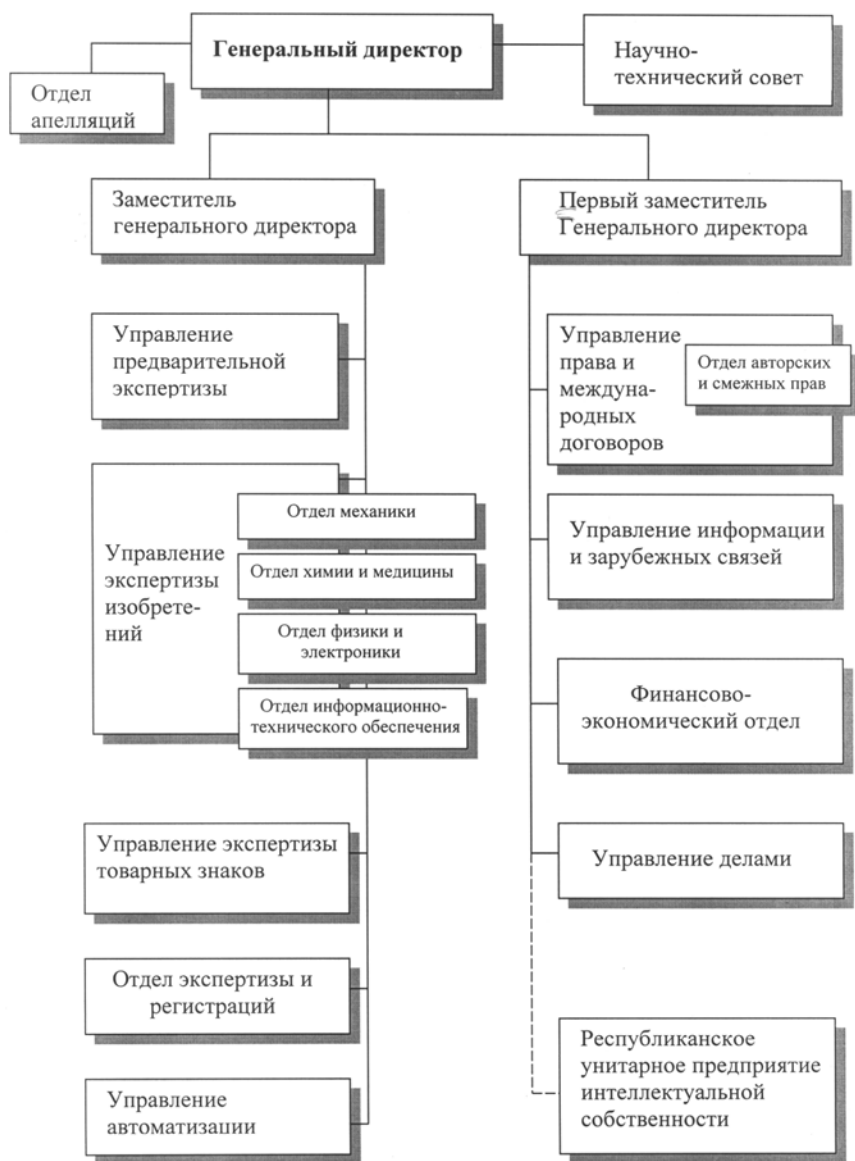 Генеральный директор
Научно-
технический совет
Отдел
апелляций
Заместитель
генерального директора
Первый заместитель
Генерального директора
Управление
предварительной
экспертизы
Управление
права и
междуна-
родных
договоров
Отдел авторских
и смежных прав
Управление
экспертизы
изобрете-
ний
Отдел механики
Отдел химии и медицины
Отдел физики и
электроники
Отдел информационно-
технического обеспечения
Управление информации
и зарубежных связей
Финансово-
экономический отдел
Управление экспертизы
товарных знаков
Управление делами
Отдел экспертизы и
регистраций
Управление
автоматизации
Республиканское
унитарное предприятие
интеллектуальной
собственности